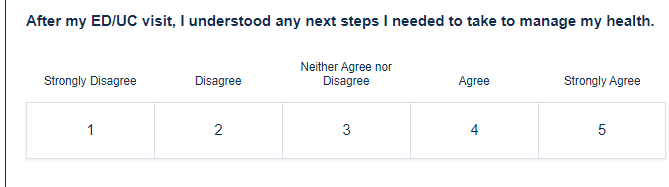 After my ED/UC visit, I understood any next steps I needed to take to manage my health.
Strongly Disagree
Disagree
Neither Agree nor
Disagree
Agree
Strongly Agree
1
2
3
4
5